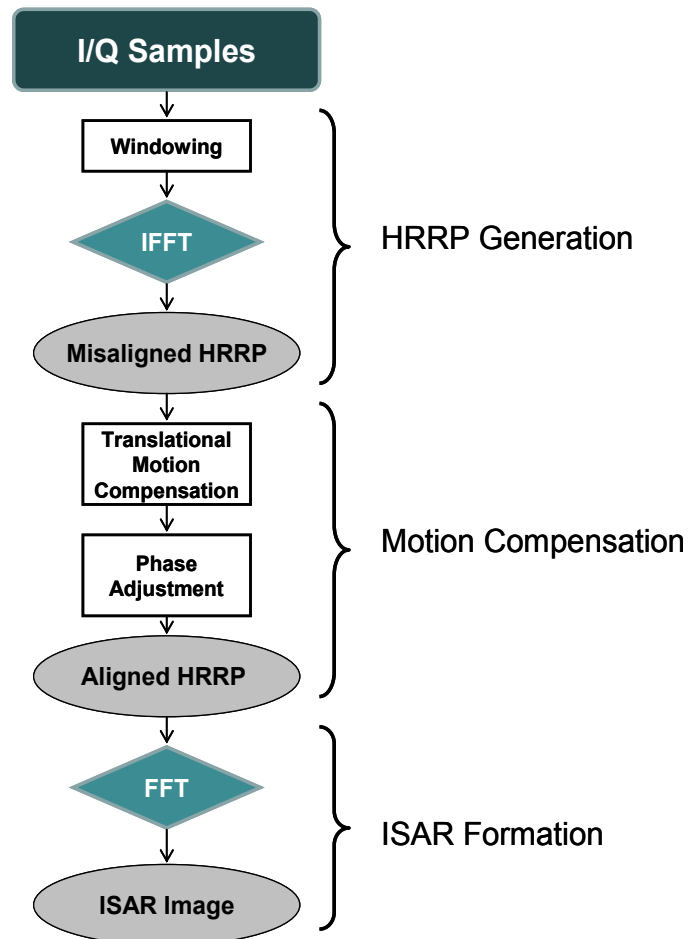 I/Q Samples
Windowing
IFFT
HRRP Generation
Misaligned HRRP
Translational
Motion
Compensation
Motion Compensation
Phase
Adjustment
Aligned HRRP
FFT
ISAR Formation
ISAR Image